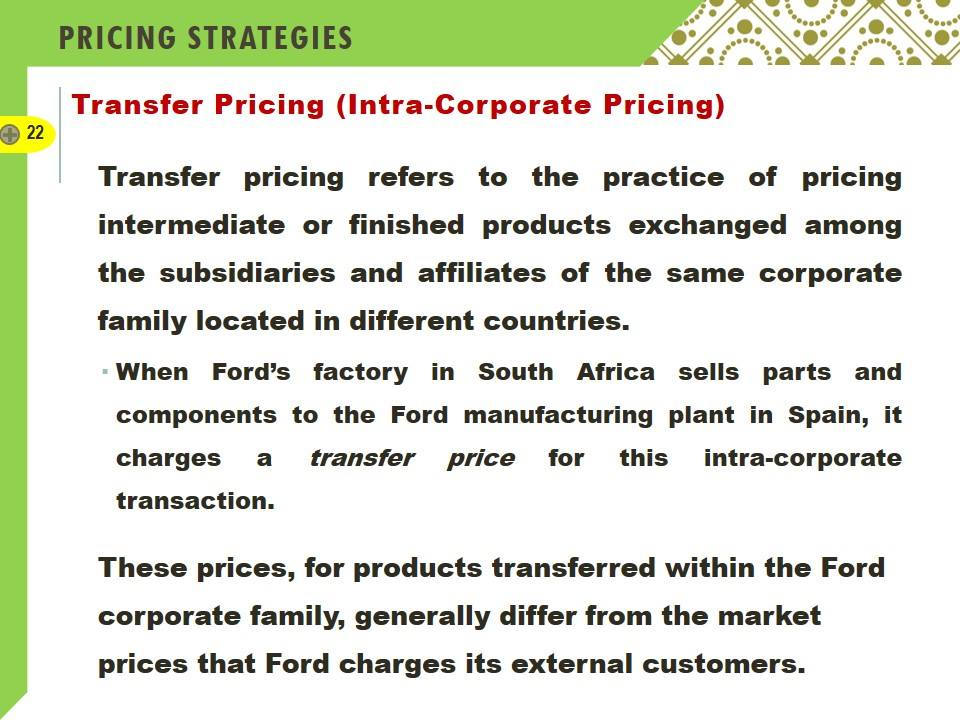 PRICING STRATEGIES
Transfer Pricing (Intra-Corporate Pricing)
22
Transfer pricing refers to the practice of pricing
intermediate or finished products exchanged among
the subsidiaries and affiliates of the same corporate
family located in different countries.
▪ When Ford’s factory in South Africa sells parts and
components to the Ford manufacturing plant in Spain, it
charges a transfer price for this intra-corporate
transaction.
These prices, for products transferred within the Ford
corporate family, generally differ from the market
prices that Ford charges its external customers.